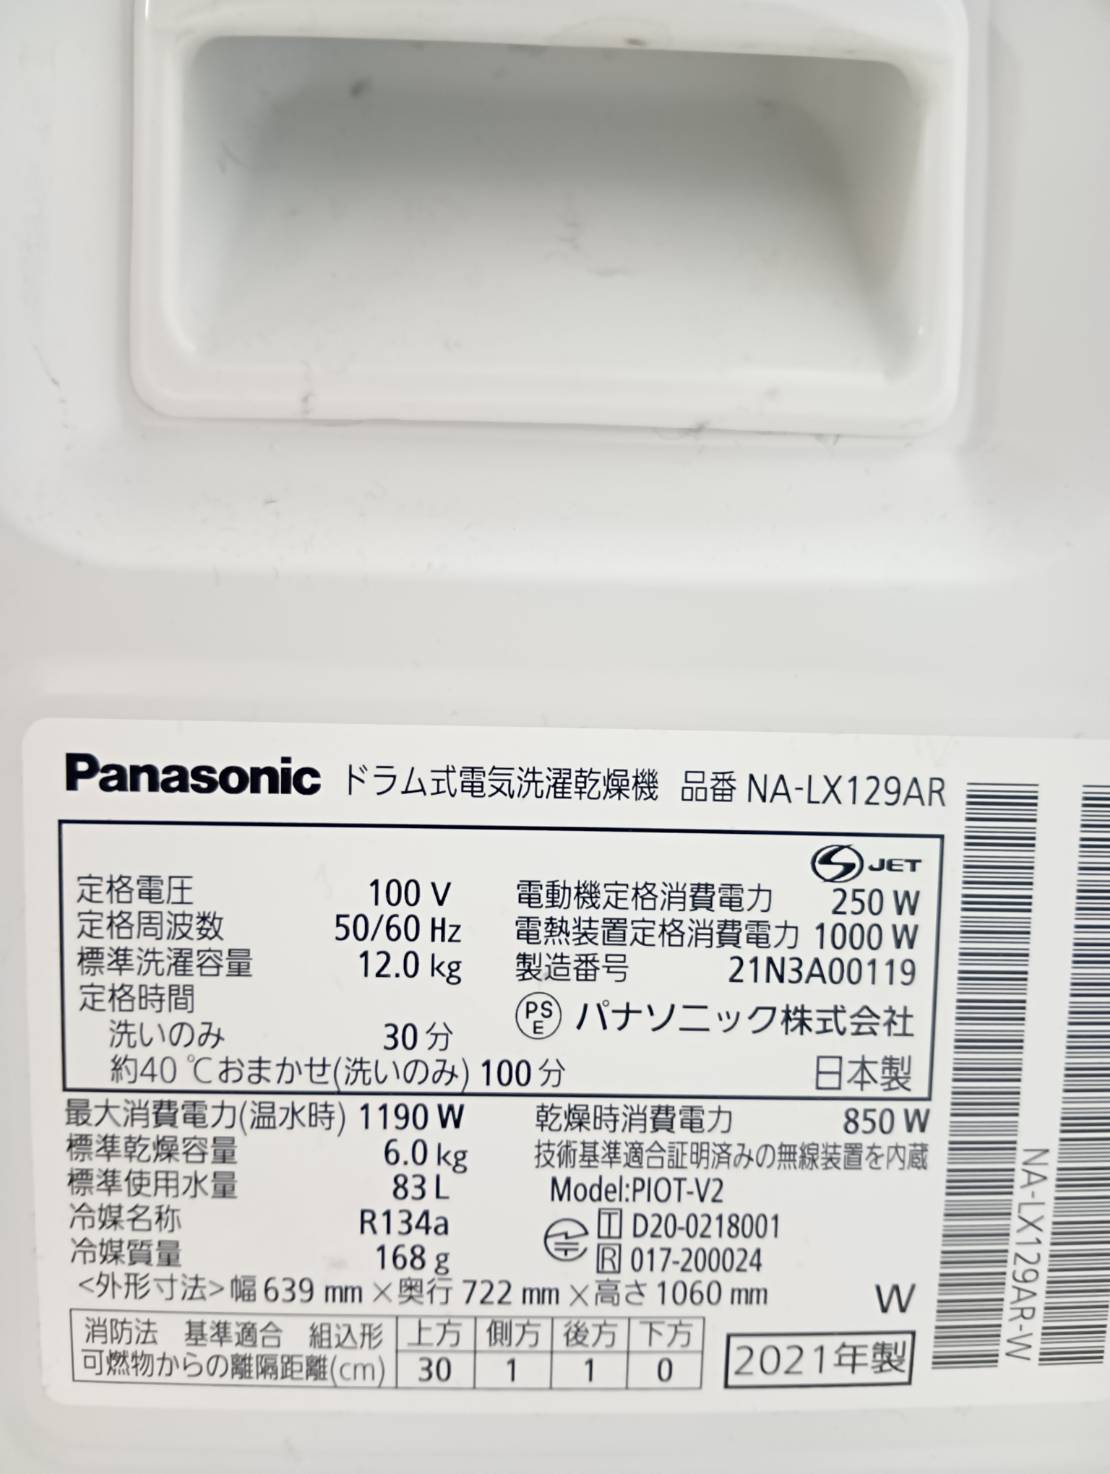 Panasonic ドラム式電気洗濯乾燥機 品番 NA-LX129AR
JET
定格電圧 100 V 電動機定格消費電力 250 W
定格周波数 50/60 Hz 電熱装置定格消費電力 1000 W
標準洗濯容量 12.0 kg 製造番号 21N3A00119
定格時間
PS E パナソニック株式会社
洗いのみ 30 分
約40℃おまかせ(洗いのみ) 100 分 日本製
最大消費電力(温水時) 1190 W 乾燥時消費電力 850 W
標準乾燥容量 6.0 kg 技術基準適合証明済みの無線装置を内蔵
標準使用水量 83 L Model:PIOT-V2
冷媒名称 R134a T D20-0218001
冷媒質量 168 g R 017-200024
<外形寸法> 幅 639 mm × 奥行 722 mm × 高さ 1060 mm W
消防法 基準適合 組込形 上方 側方 後方 下方
可燃物からの離隔距離(cm) 30 1 1 0
2021年製
NA-LX129AR-W